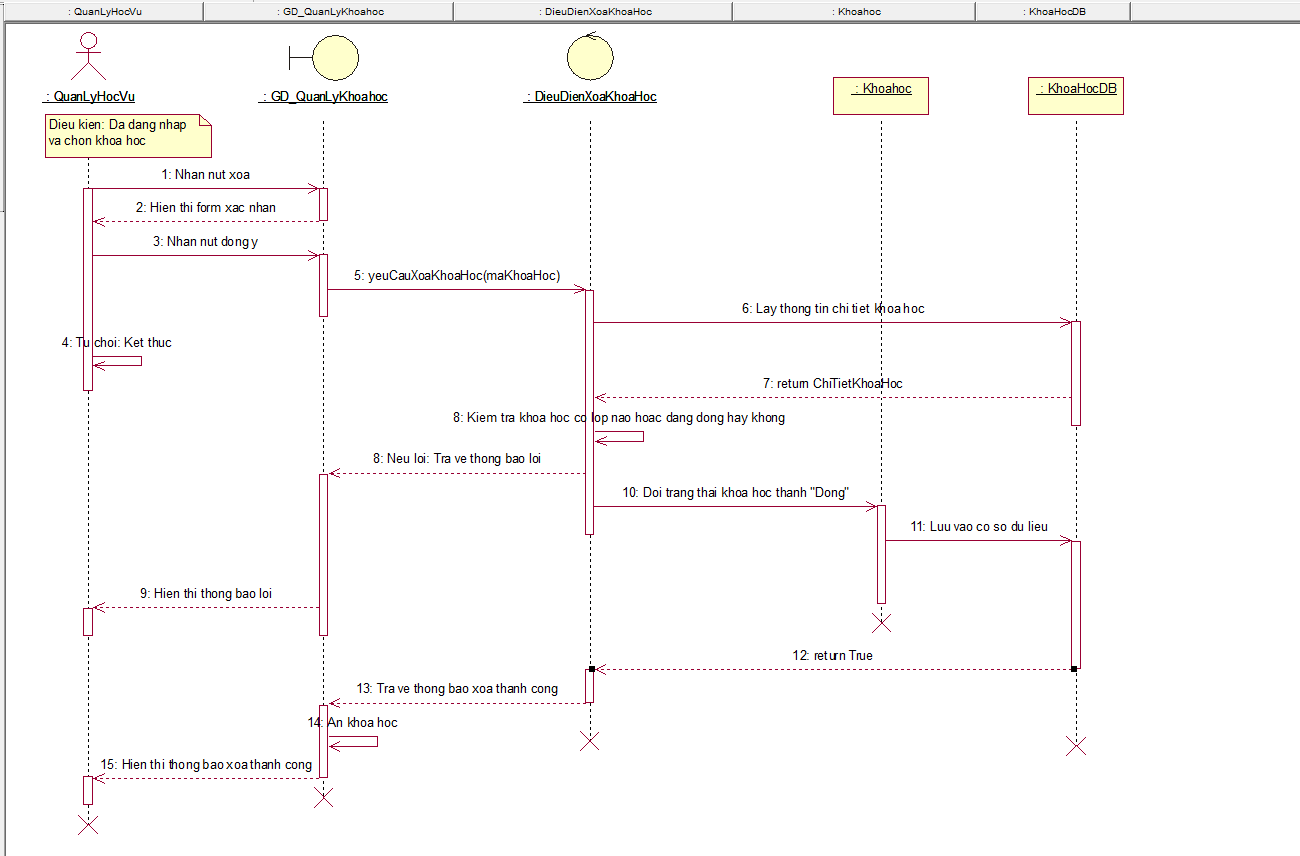 : QuanLyHocVu
: GD_QuanLyKhoahoc
: DieuDienXoaKhoaHoc
: Khoahoc
: KhoaHocDB
: QuanLyHocVu
: GD_QuanLyKhoahoc
: DieuDienXoaKhoaHoc
: Khoahoc
: KhoaHocDB
Dieu kien: Da dang nhap
va chon khoa hoc
1: Nhan nut xoa
2: Hien thi form xac nhan
3: Nhan nut dong y
5: yeuCauXoaKhoaHoc(maKhoaHoc)
6: Lay thong tin chi tiet khoa hoc
4: Tu choi: Ket thuc
7: return ChiTietKhoaHoc
8: Kiem tra khoa hoc co lop nao hoac dang dong hay khong
8: Neu loi: Tra ve thong bao loi
10: Doi trang thai khoa hoc thanh "Dong"
11: Luu vao co so du lieu
9: Hien thi thong bao loi
12: return True
13: Tra ve thong bao xoa thanh cong
14: An khoa hoc
15: Hien thi thong bao xoa thanh cong